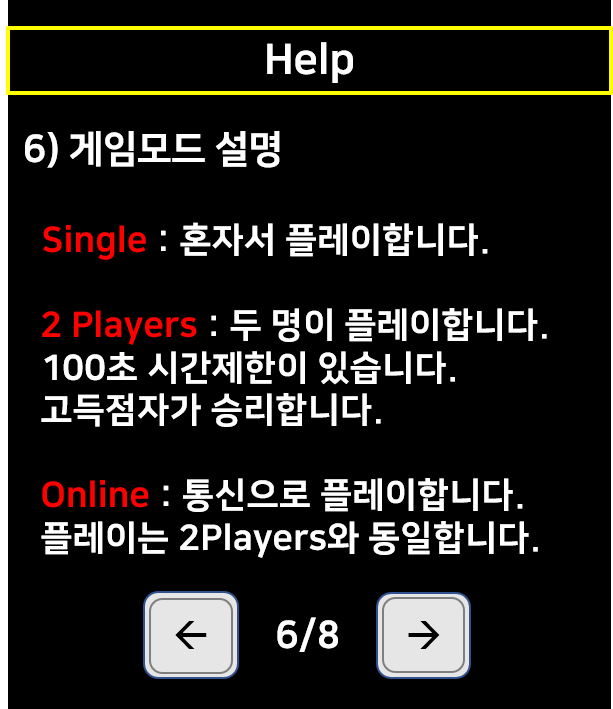 Help
6) 게임모드 설명
Single : 혼자서 플레이합니다.
2 Players : 두 명이 플레이합니다.
100초 시간제한이 있습니다.
고득점자가 승리합니다.
Online : 통신으로 플레이합니다.
플레이는 2Players와 동일합니다.
← 6/8 →